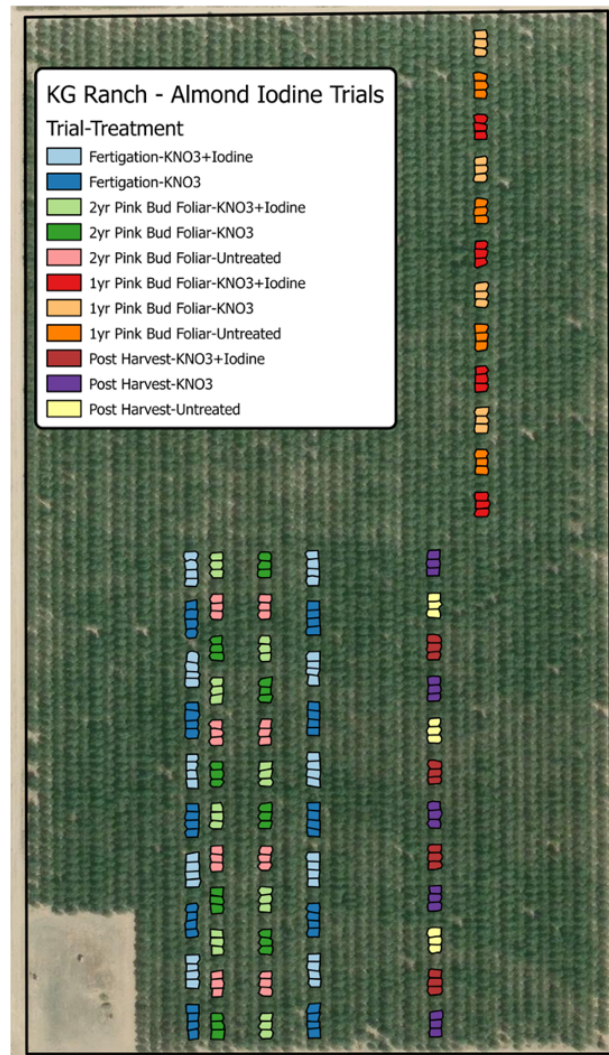 KG Ranch - Almond Iodine Trials
Trial-Treatment
Fertigation-KNO3+Iodine
Fertigation-KNO3
2yr Pink Bud Foliar-KNO3+Iodine
2yr Pink Bud Foliar-KNO3
2yr Pink Bud Foliar-Untreated
1yr Pink Bud Foliar-KNO3+Iodine
1yr Pink Bud Foliar-KNO3
1yr Pink Bud Foliar-Untreated
Post Harvest-KNO3+Iodine
Post Harvest-KNO3
Post Harvest-Untreated